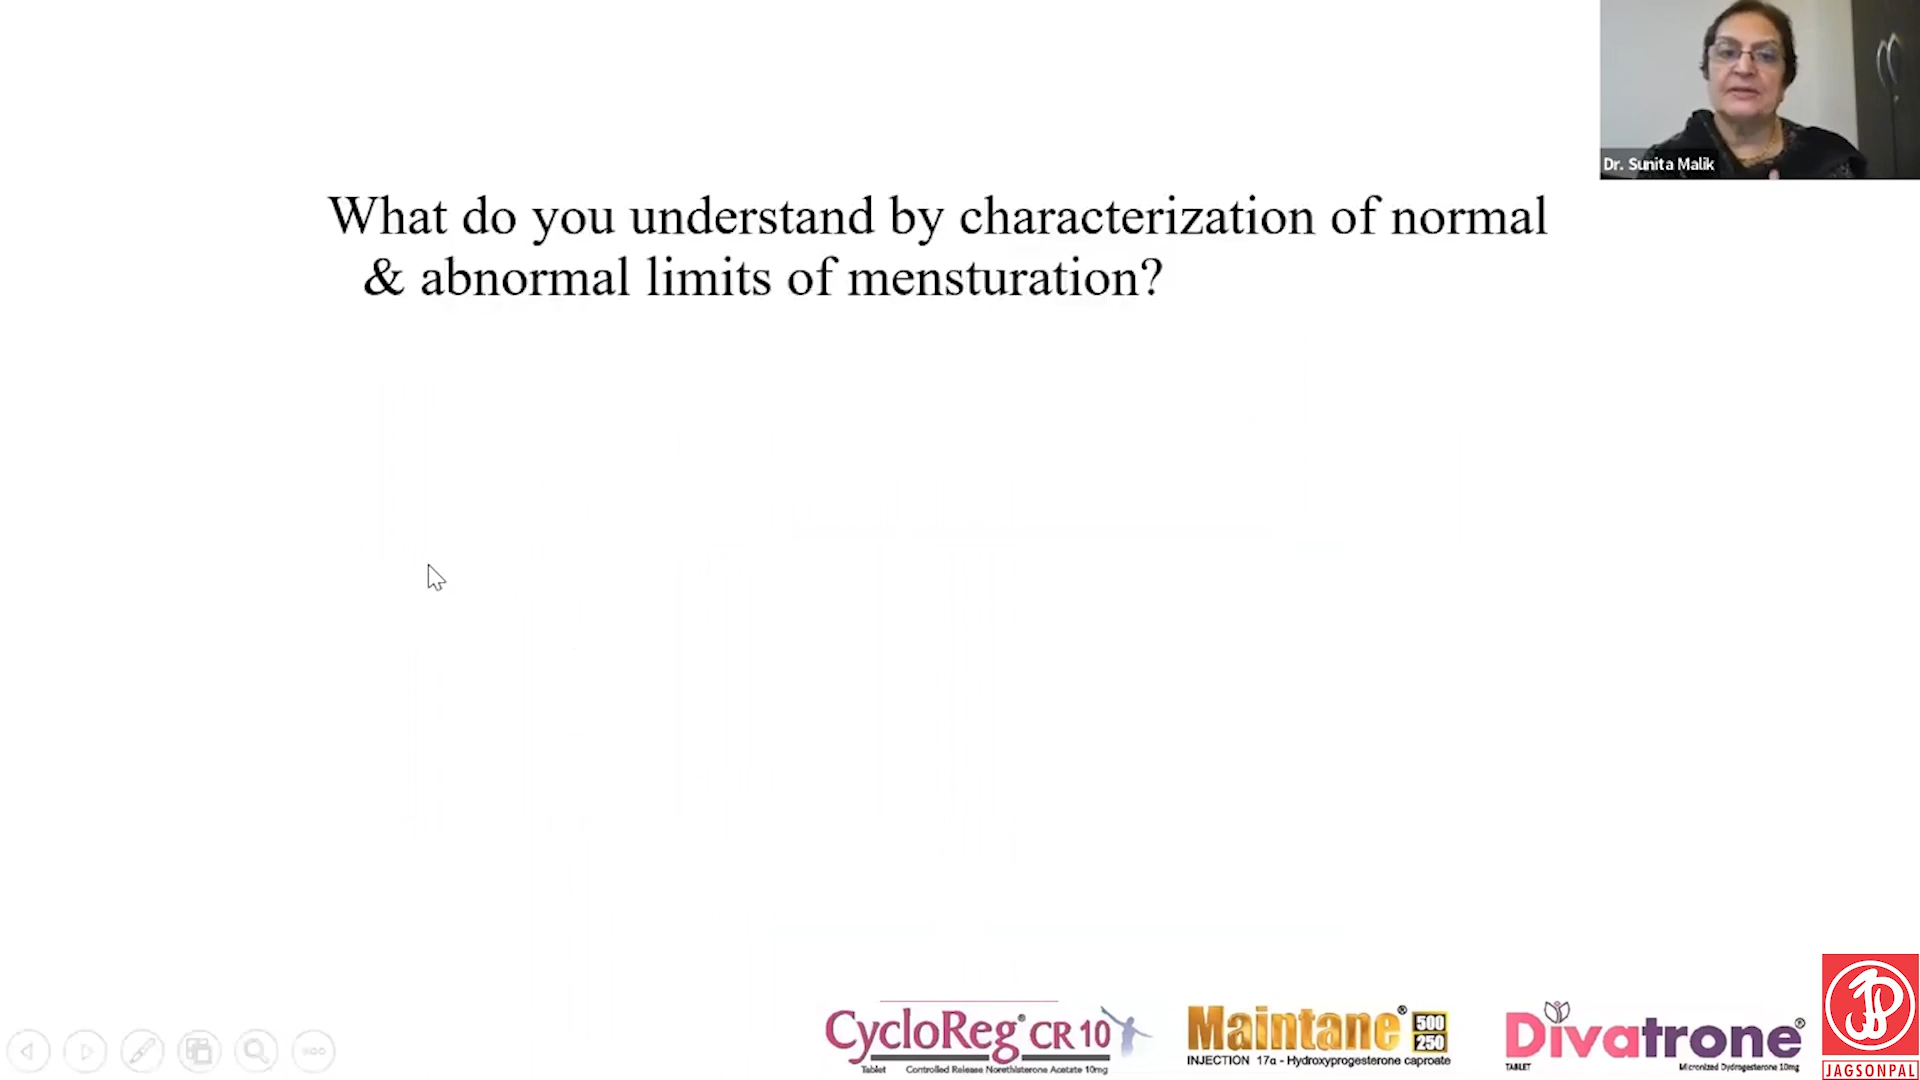 Dr. Sunita Malik
What do you understand by characterization of normal
& abnormal limits of mensturation?
CycloReg® CR 10
Tablet Controlled Release Norethisterone Acetate 10mg
Maintane® 500 250
INJECTION 17α - Hydroxyprogesterone caproate
Divatrone®
TABLET Micronized Dydrogesterone 10mg
JAGSONPAL